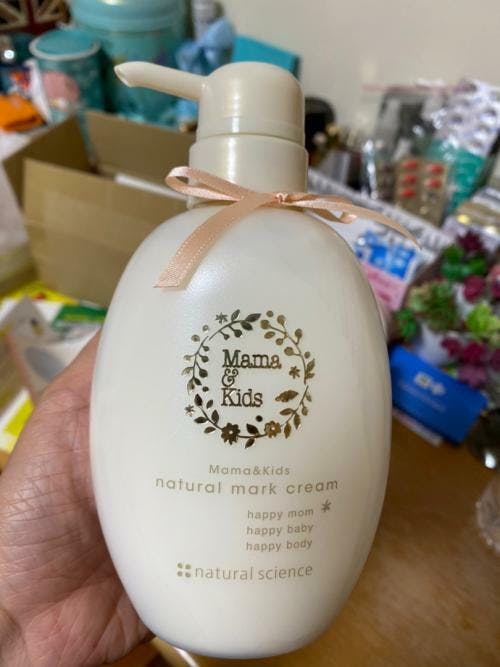 Mama
&
Kids
Mama&Kids
natural mark cream
happy mom
happy baby
happy body
natural science